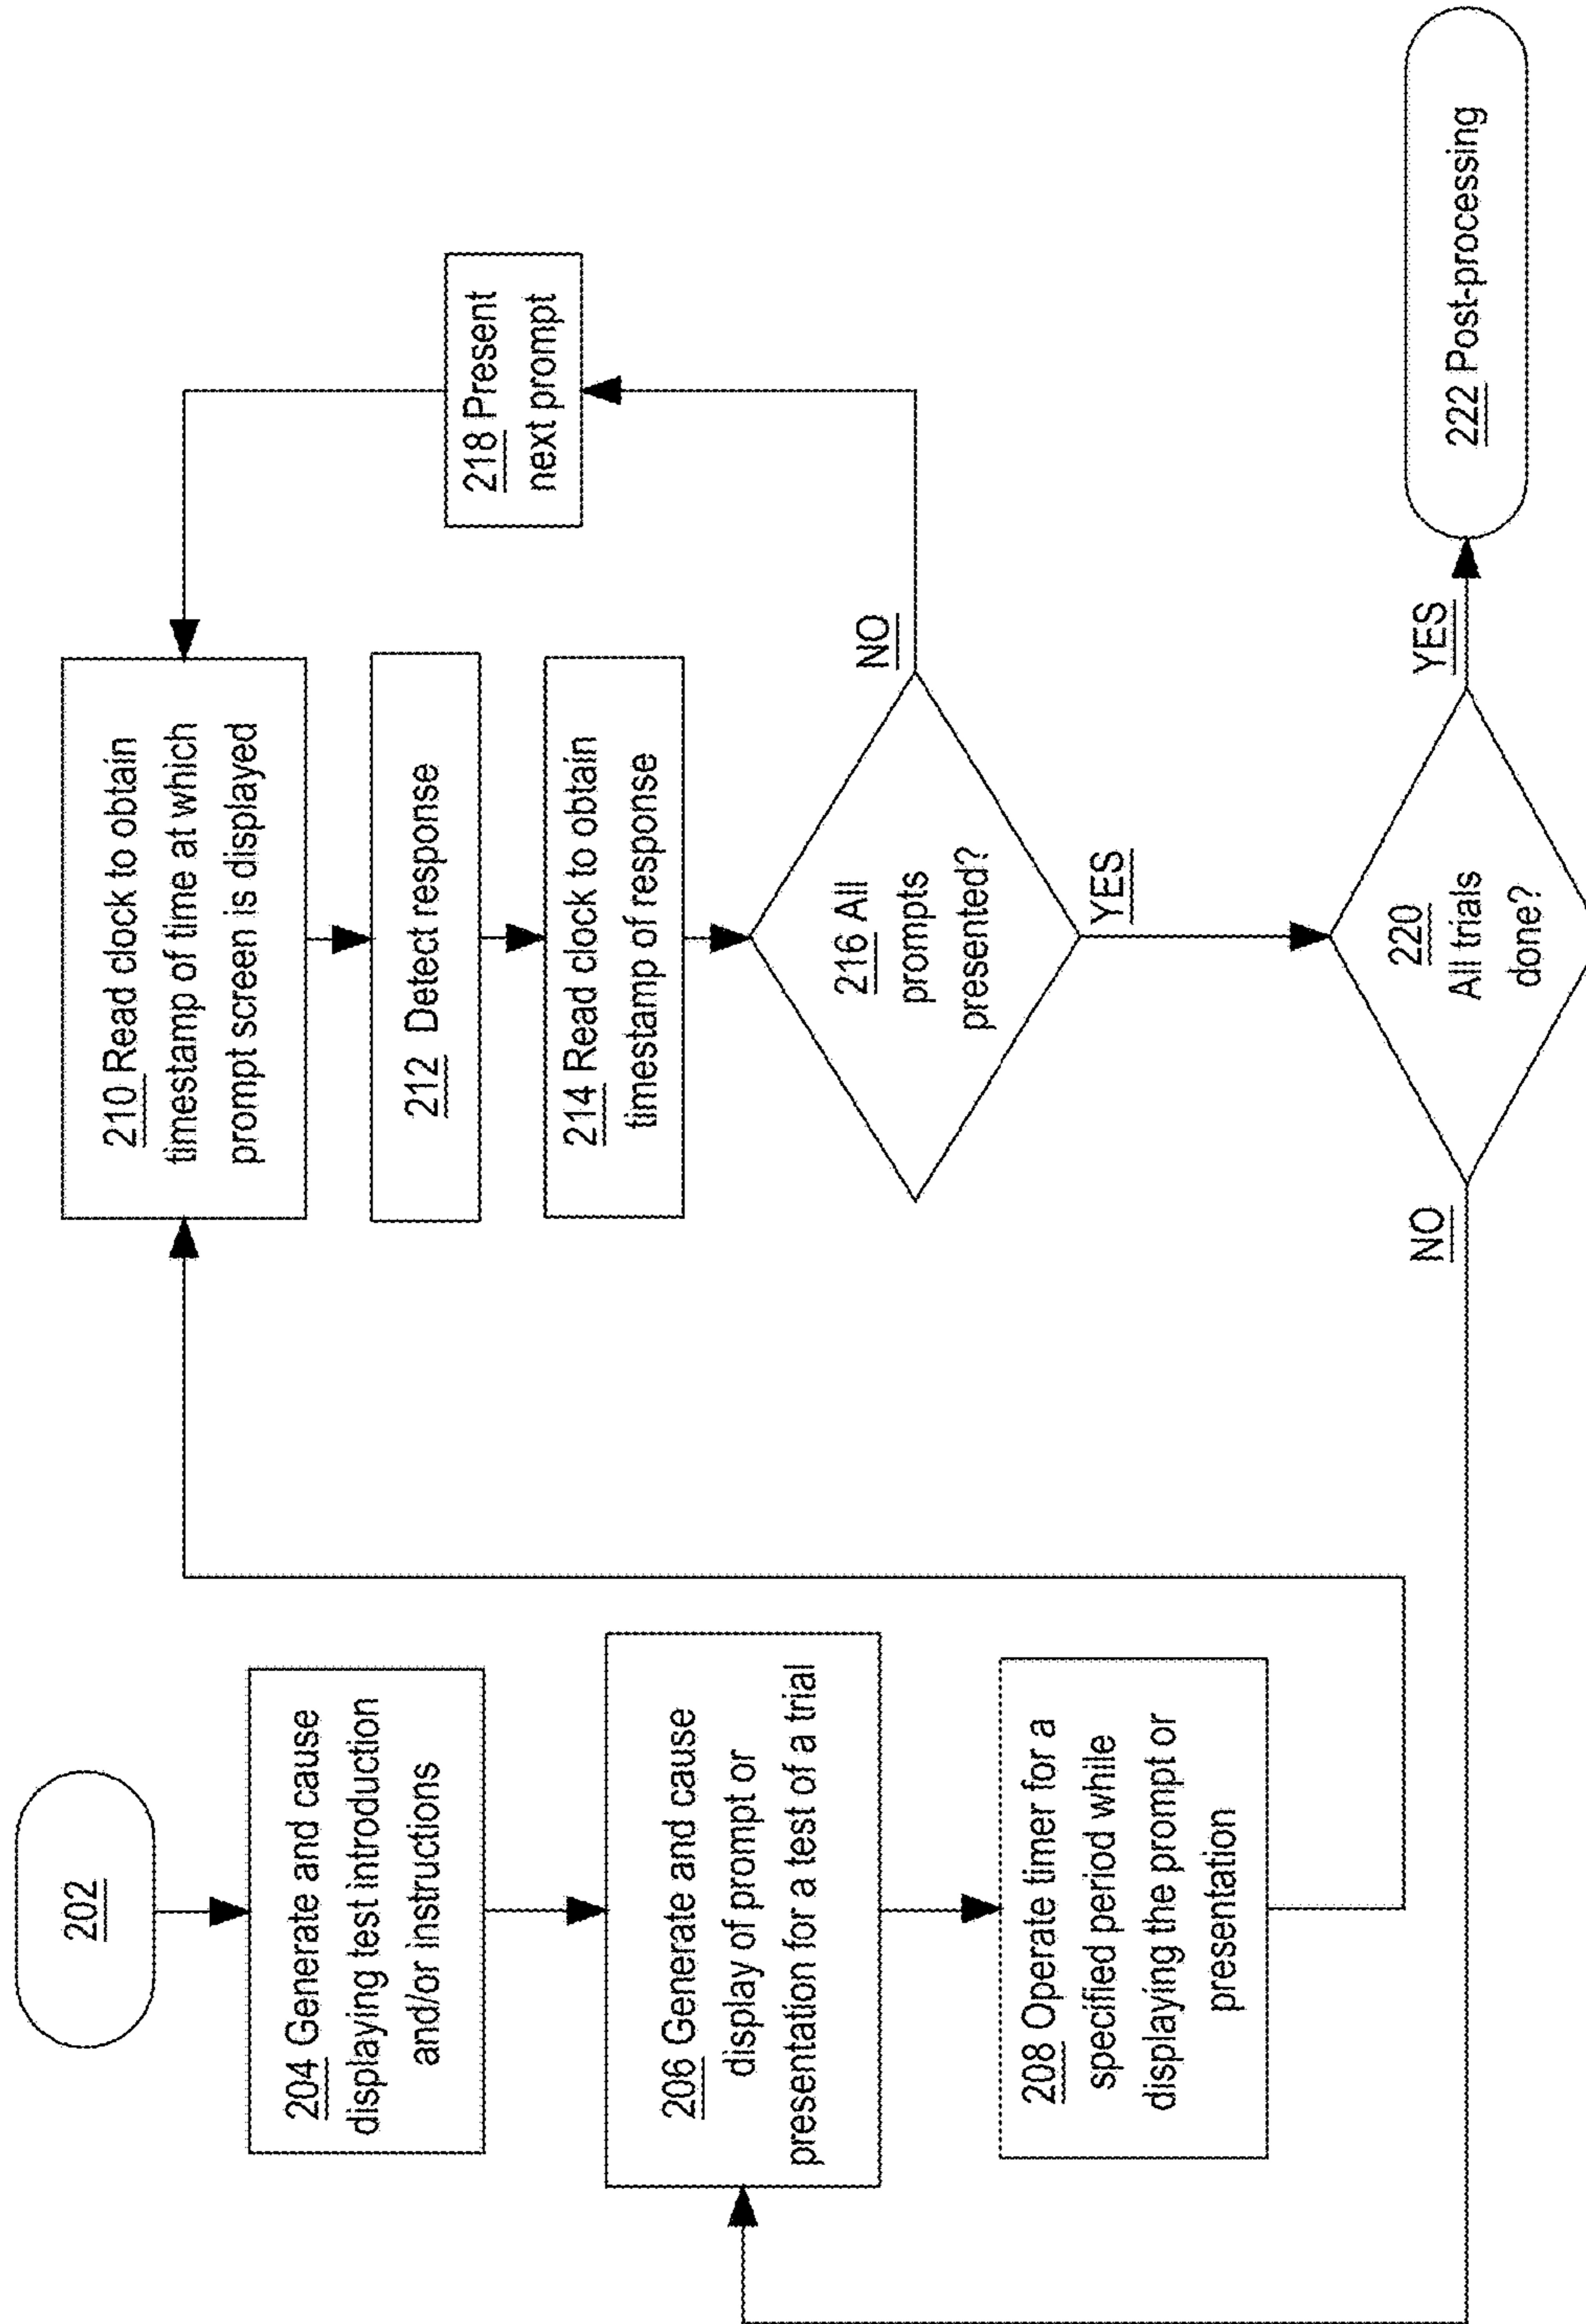 202
204 Generate and cause
displaying test introduction
and/or instructions
206 Generate and cause
display of prompt or
presentation for a test of a trial
208 Operate timer for a
specified period while
displaying the prompt or
presentation
210 Read clock to obtain
timestamp of time at which
prompt screen is displayed
212 Detect response
214 Read clock to obtain
timestamp of response
216 All
prompts
presented?
NO
218 Present
next prompt
YES
220
All trials
done?
NO
YES
222 Post-processing